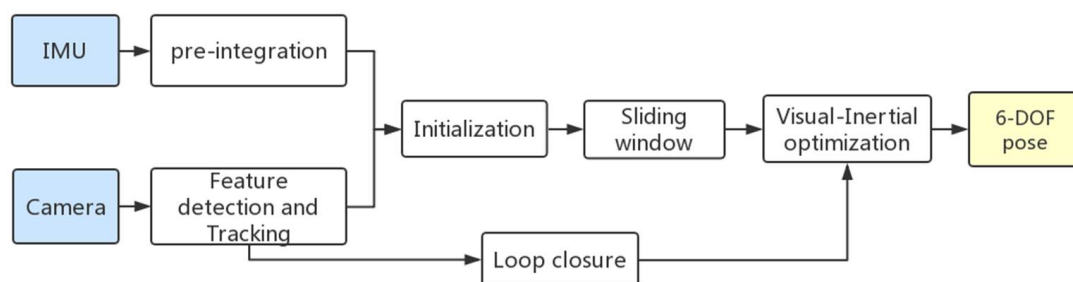 IMU
pre-integration
Initialization
Sliding
window
Visual-Inertial
optimization
6-DOF
pose
Camera
Feature
detection and
Tracking
Loop closure